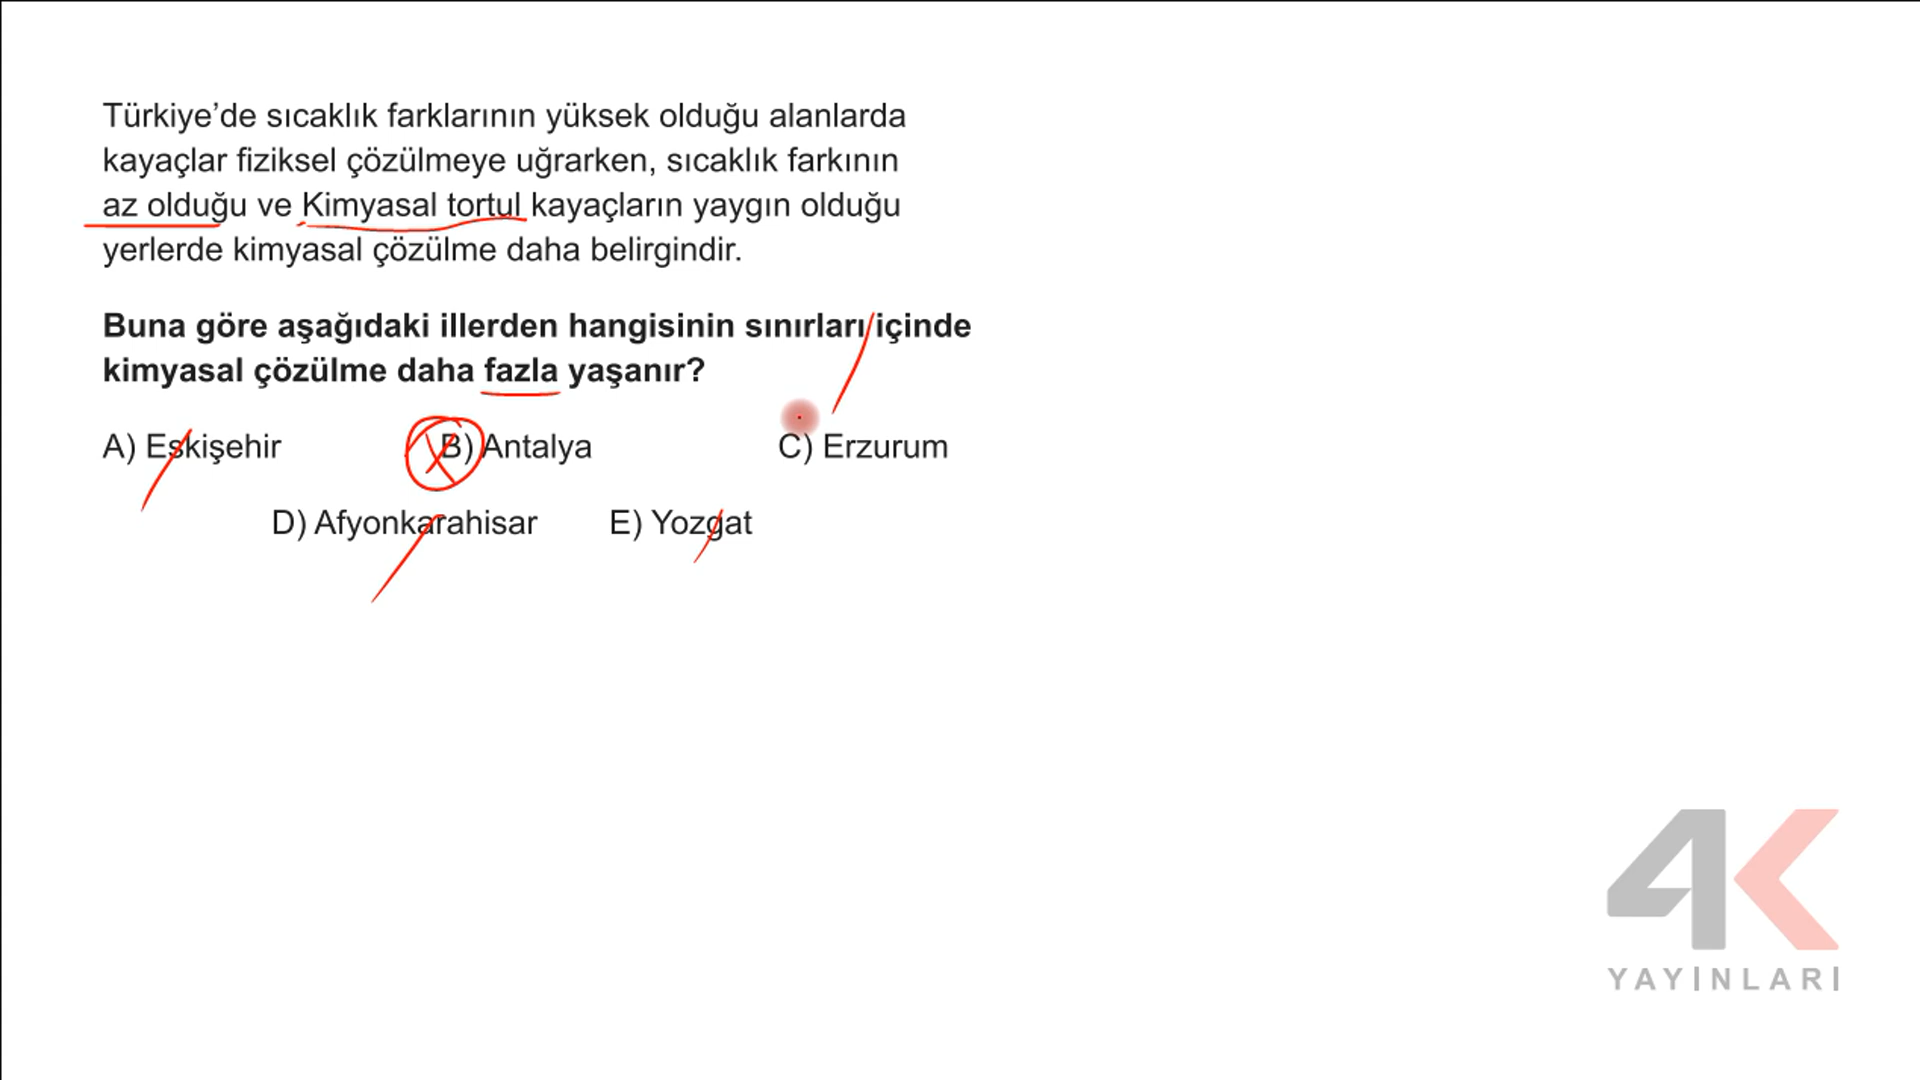 Türkiye’de sıcaklık farklarının yüksek olduğu alanlarda
kayaçlar fiziksel çözülmeye uğrarken, sıcaklık farkının
az olduğu ve Kimyasal tortul kayaçların yaygın olduğu
yerlerde kimyasal çözülme daha belirgindir.
Buna göre aşağıdaki illerden hangisinin sınırları içinde
kimyasal çözülme daha fazla yaşanır?
A) Eskişehir B) Antalya C) Erzurum
D) Afyonkarahisar E) Yozgat
4K
YAYINLARI